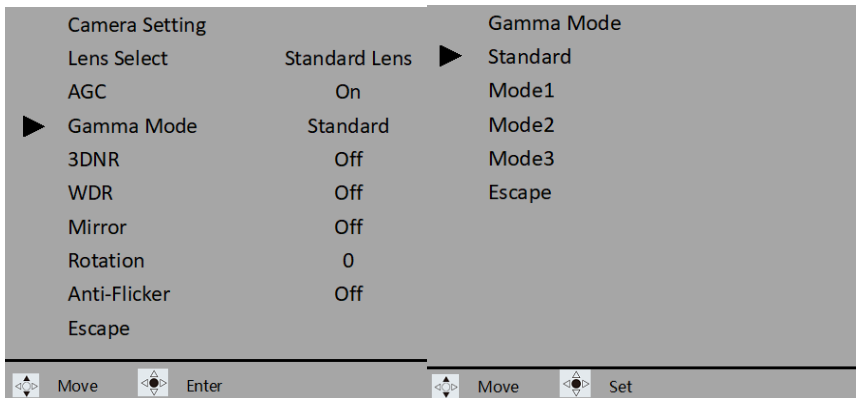 Camera Setting
Lens Select Standard Lens
AGC On
Gamma Mode Standard
3DNR Off
WDR Off
Mirror Off
Rotation 0
Anti-Flicker Off
Escape
Move Enter
Gamma Mode
Standard
Mode1
Mode2
Mode3
Escape
Move Set